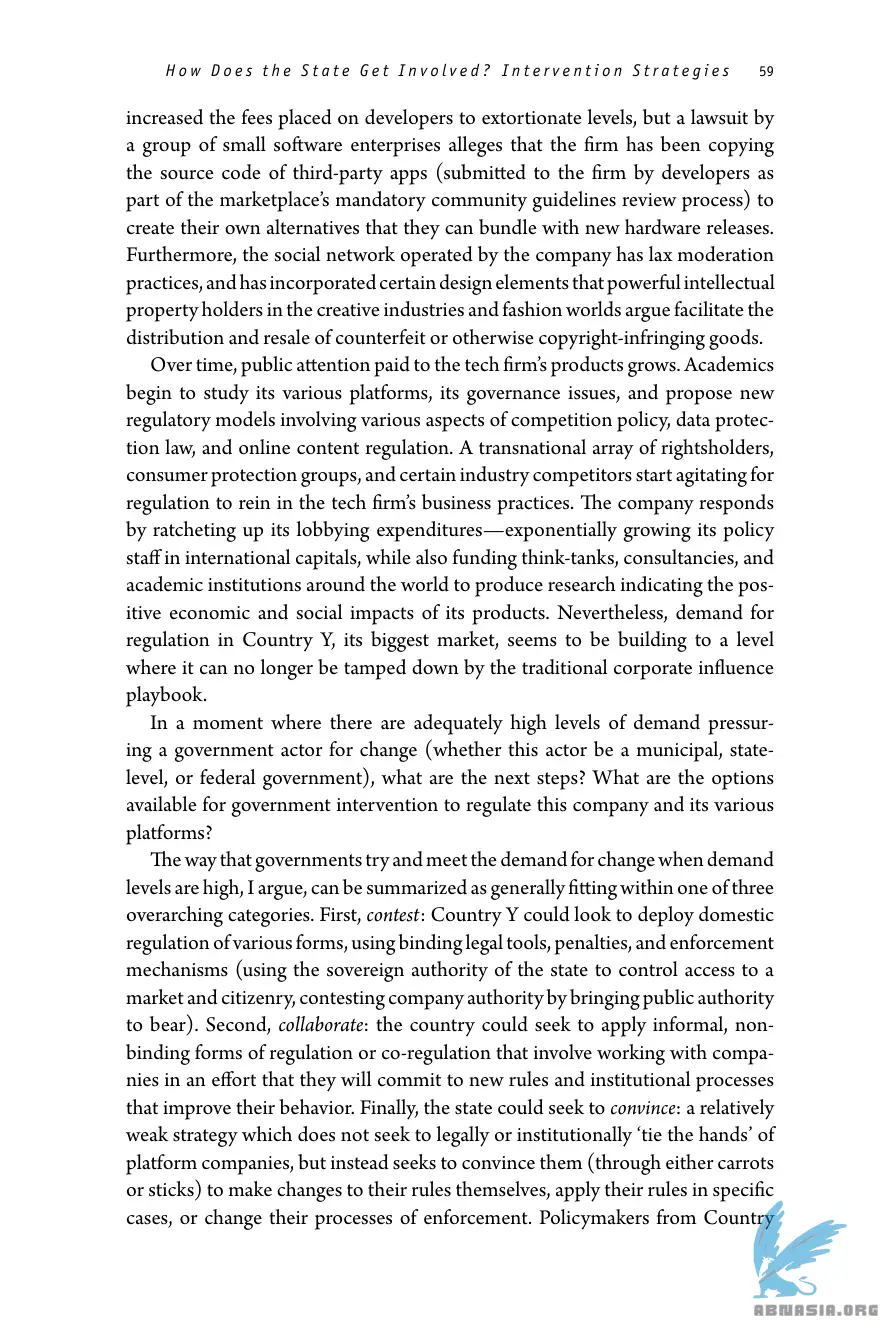 How Does the State Get Involved? Intervention Strategies 59
increased the fees placed on developers to extortionate levels, but a lawsuit by
a group of small software enterprises alleges that the firm has been copying
the source code of third-party apps (submitted to the firm by developers as
part of the marketplace’s mandatory community guidelines review process) to
create their own alternatives that they can bundle with new hardware releases.
Furthermore, the social network operated by the company has lax moderation
practices, and has incorporated certain design elements that powerful intellectual
property holders in the creative industries and fashion worlds argue facilitate the
distribution and resale of counterfeit or otherwise copyright-infringing goods.
Over time, public attention paid to the tech firm’s products grows. Academics
begin to study its various platforms, its governance issues, and propose new
regulatory models involving various aspects of competition policy, data protec-
tion law, and online content regulation. A transnational array of rightsholders,
consumer protection groups, and certain industry competitors start agitating for
regulation to rein in the tech firm’s business practices. The company responds
by ratcheting up its lobbying expenditures—exponentially growing its policy
staff in international capitals, while also funding think-tanks, consultancies, and
academic institutions around the world to produce research indicating the pos-
itive economic and social impacts of its products. Nevertheless, demand for
regulation in Country Y, its biggest market, seems to be building to a level
where it can no longer be tamped down by the traditional corporate influence
playbook.
In a moment where there are adequately high levels of demand pressur-
ing a government actor for change (whether this actor be a municipal, state-
level, or federal government), what are the next steps? What are the options
available for government intervention to regulate this company and its various
platforms?
The way that governments try and meet the demand for change when demand
levels are high, I argue, can be summarized as generally fitting within one of three
overarching categories. First, contest: Country Y could look to deploy domestic
regulation of various forms, using binding legal tools, penalties, and enforcement
mechanisms (using the sovereign authority of the state to control access to a
market and citizenry, contesting company authority by bringing public authority
to bear). Second, collaborate: the country could seek to apply informal, non-
binding forms of regulation or co-regulation that involve working with compa-
nies in an effort that they will commit to new rules and institutional processes
that improve their behavior. Finally, the state could seek to convince: a relatively
weak strategy which does not seek to legally or institutionally ‘tie the hands’ of
platform companies, but instead seeks to convince them (through either carrots
or sticks) to make changes to their rules themselves, apply their rules in specific
cases, or change their processes of enforcement. Policymakers from Country
ABNASIA.ORG